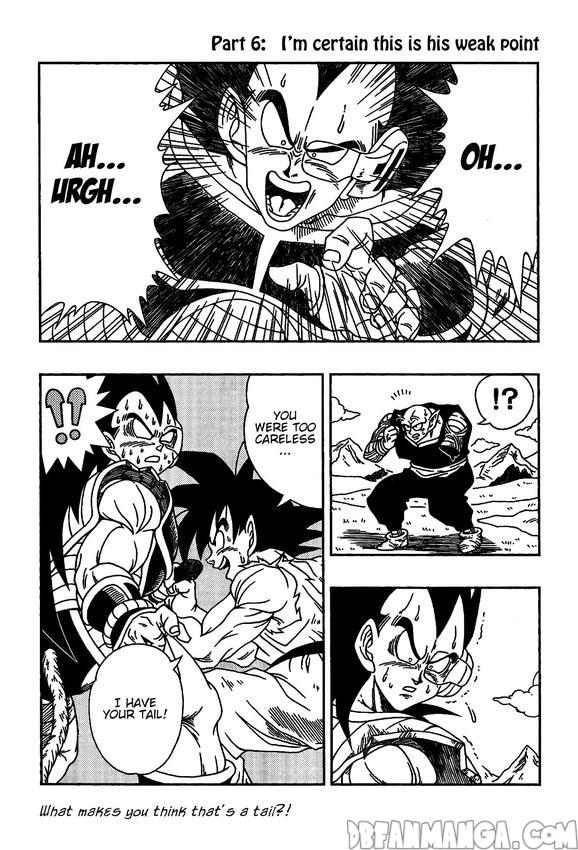 Part 6: I'm certain this is his weak point
AH...
URGH...
OH...
!!
YOU
WERE TOO
CARELESS
...
!?
I HAVE
YOUR TAIL!
What makes you think that's a tail?!
DBFANMANGA.COM